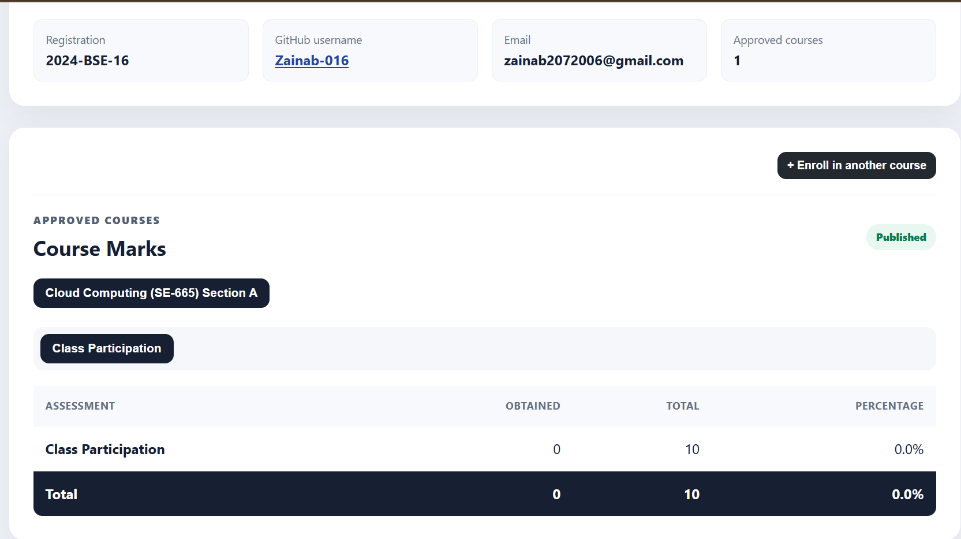 Registration
2024-BSE-16
GitHub username
Zainab-016
Email
zainab2072006@gmail.com
Approved courses
1
+ Enroll in another course
APPROVED COURSES
Course Marks
Published
Cloud Computing (SE-665) Section A
Class Participation
ASSESSMENT OBTAINED TOTAL PERCENTAGE
Class Participation 0 10 0.0%
Total 0 10 0.0%